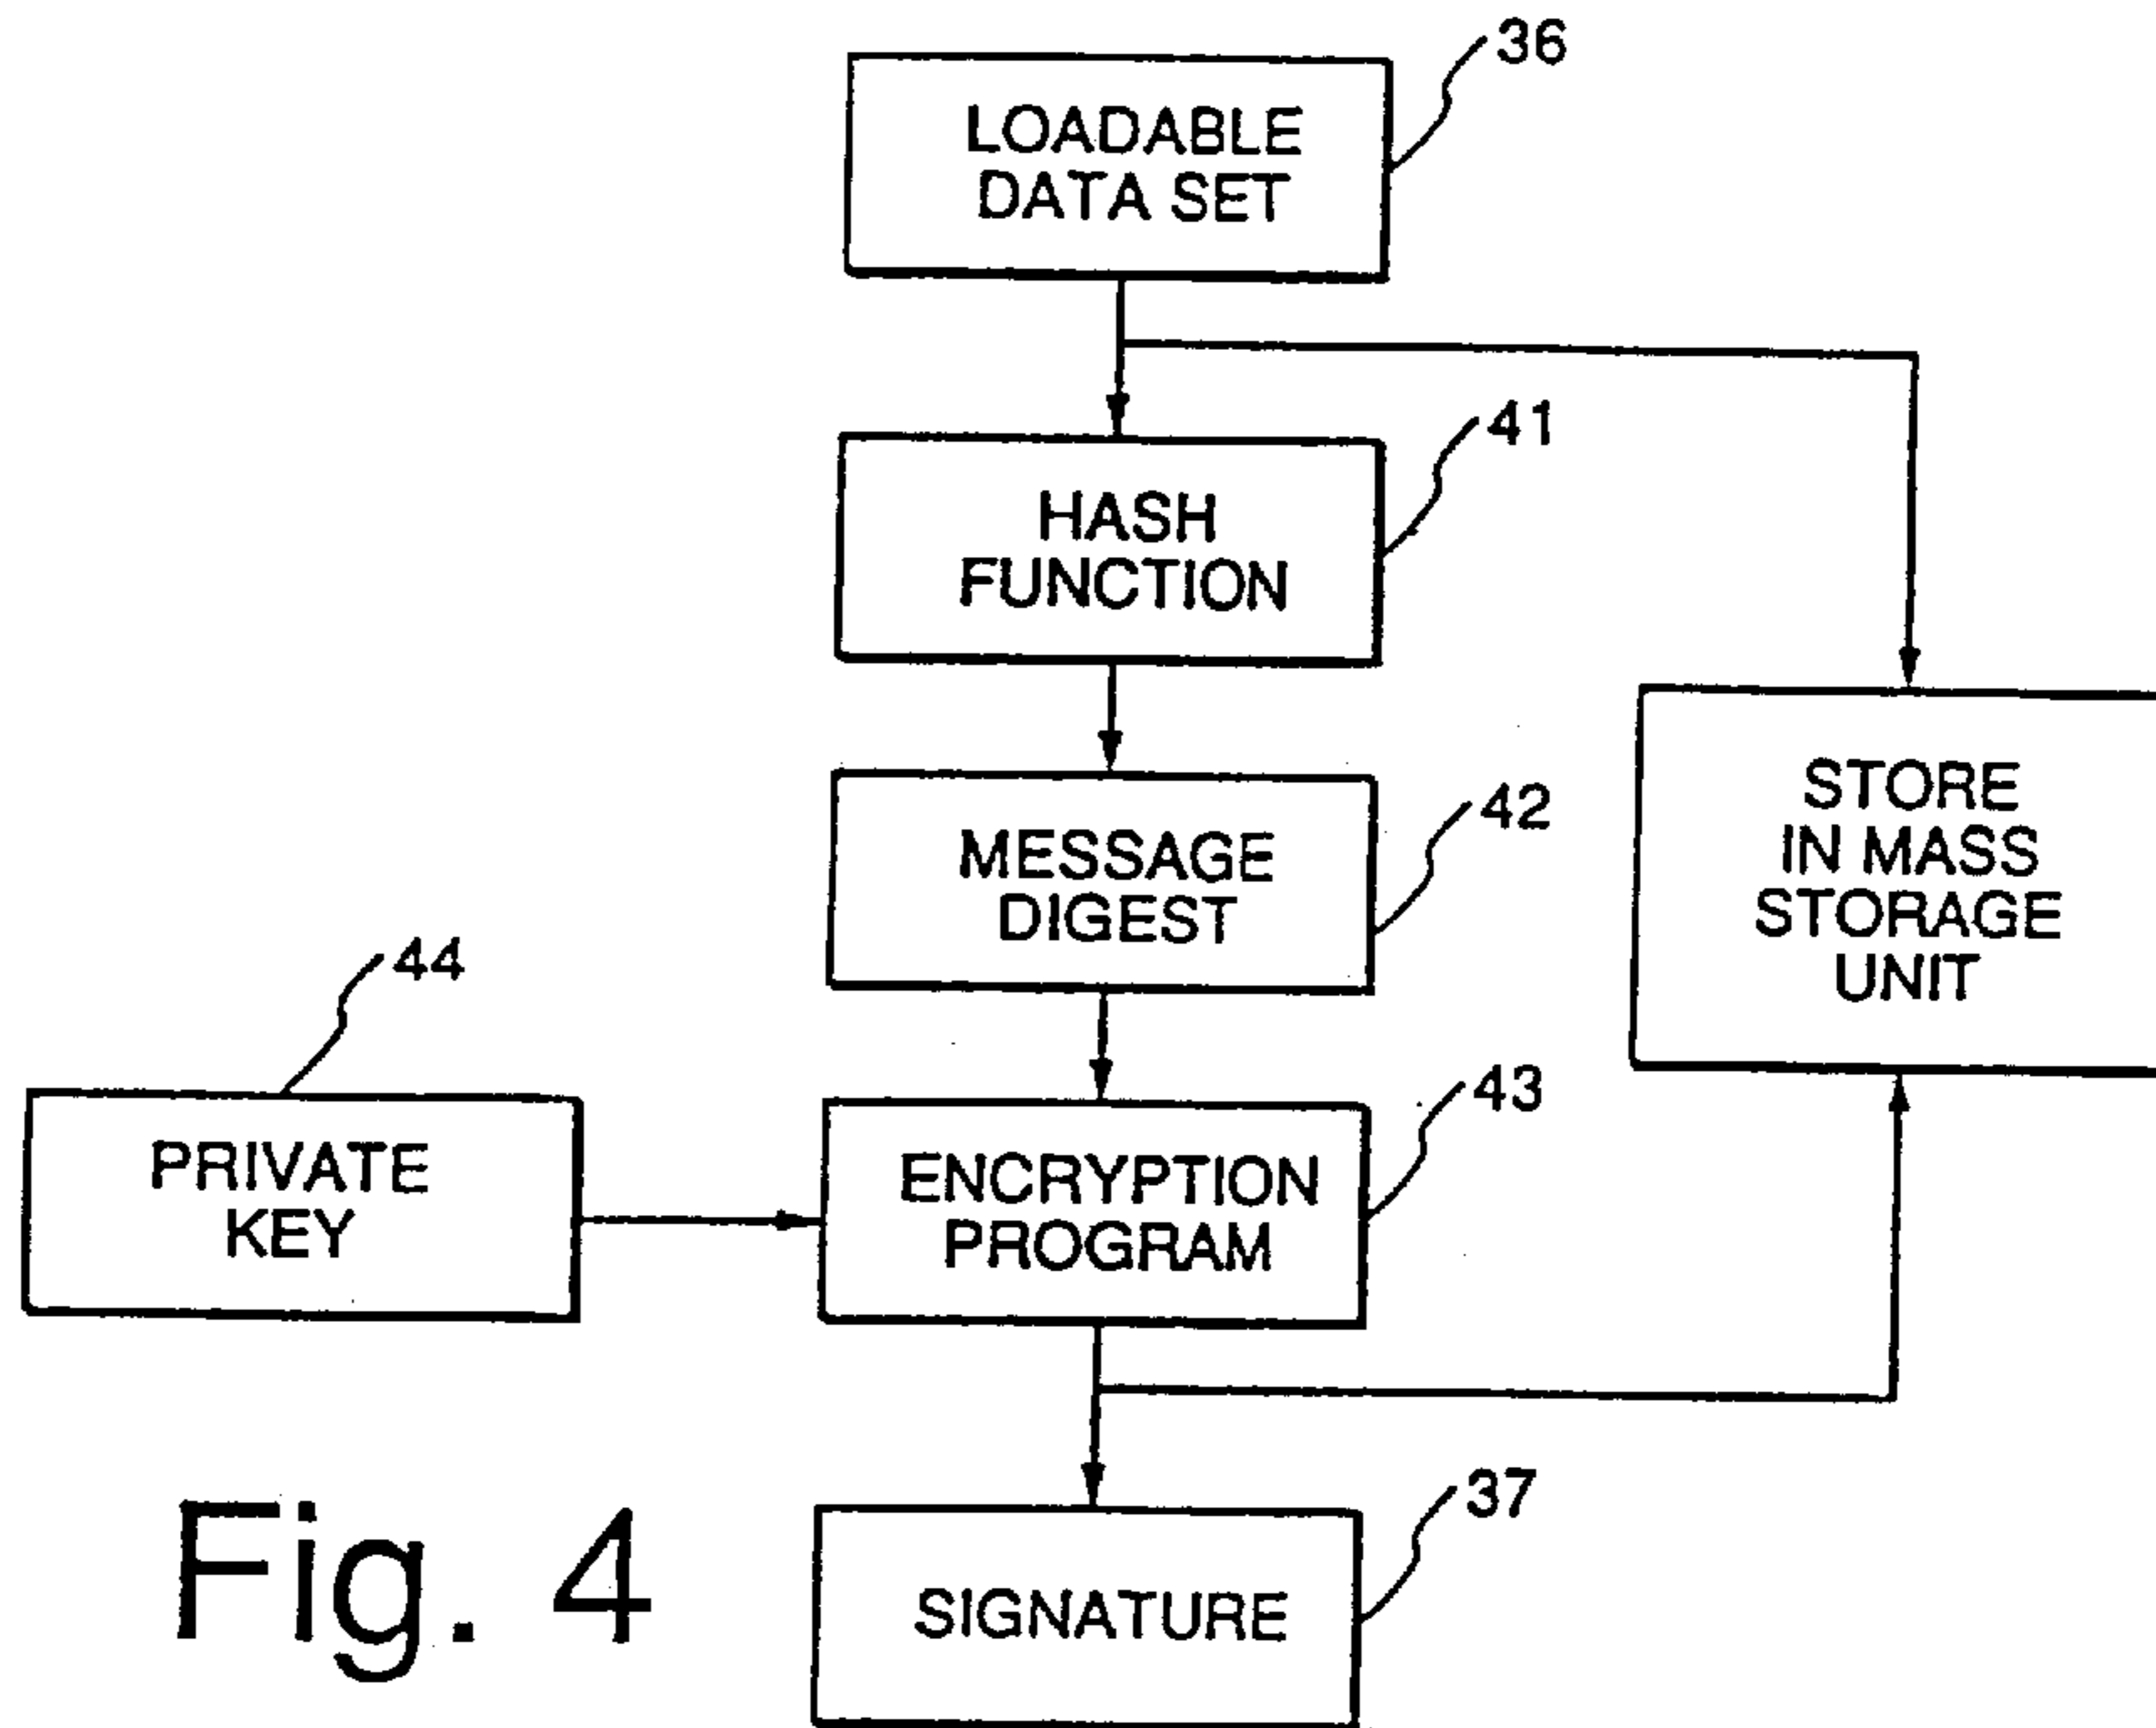 36
LOADABLE
DATA SET
41
HASH
FUNCTION
STORE
IN MASS
STORAGE
UNIT
42
MESSAGE
DIGEST
44
PRIVATE
KEY
43
ENCRYPTION
PROGRAM
37
SIGNATURE
Fig. 4